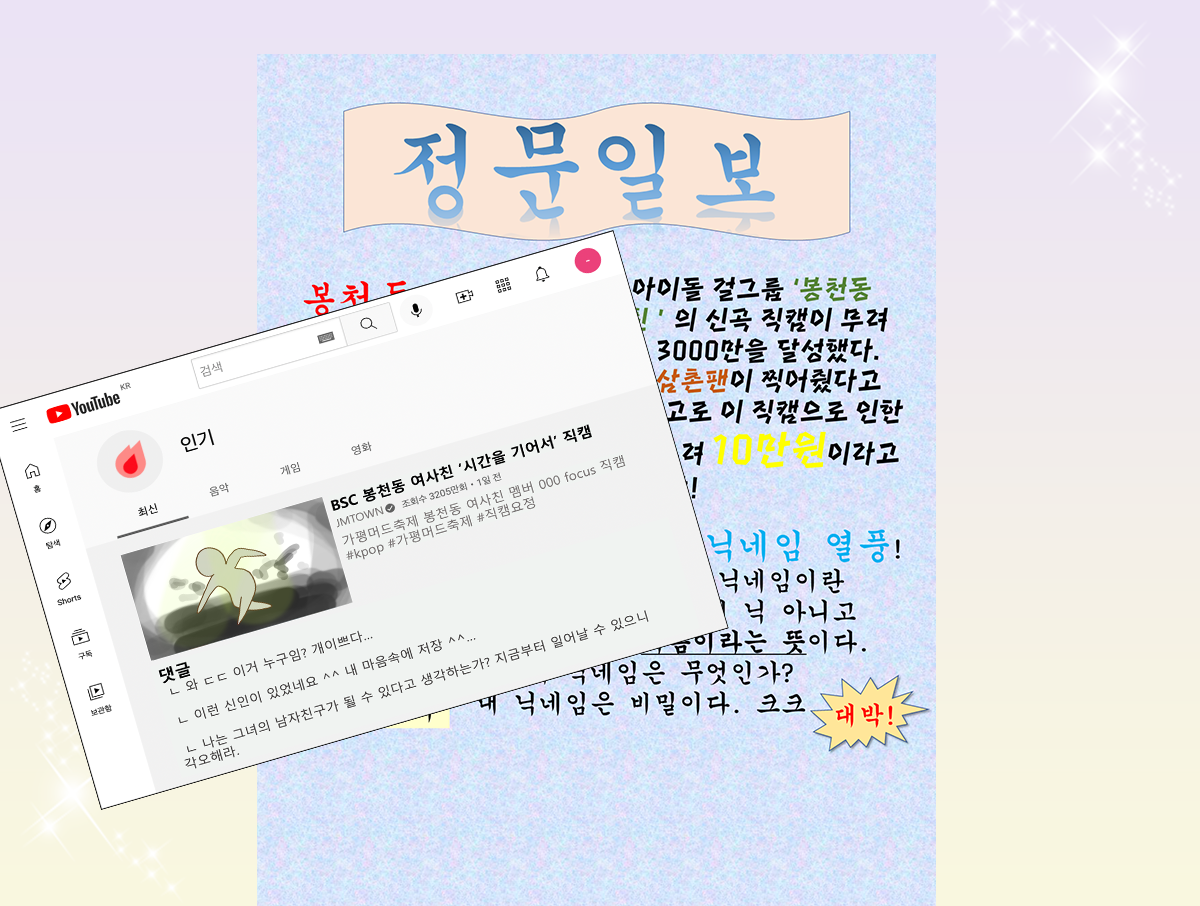 정문일보
봉천동
아이돌 걸그룹 '봉천동
' 의 신곡 직캠이 무려
3000만을 달성했다.
삼촌팬이 찍어줬다고
고로 이 직캠으로 인한
려 10만원이라고
!
닉네임 열풍!
닉네임이란
닉 아니고
이라는 뜻이다.
닉네임은 무엇인가?
내 닉네임은 비밀이다. 크크
대박!
YouTube KR
검색
-
홈
탐색
Shorts
구독
보관함
인기
최신
음악
게임
영화
BSC 봉천동 여사친 ‘시간을 기어서’ 직캠
JMTOWN 조회수 3205만회 • 1일 전
가평머드축제 봉천동 여사친 멤버 000 focus 직캠
#kpop #가평머드축제 #직캠요정
댓글
ㄴ 와 ㄷㄷ 이거 누구임? 개이쁘다...
ㄴ 이런 신인이 있었네요 ^^ 내 마음속에 저장 ^^...
ㄴ 나는 그녀의 남자친구가 될 수 있다고 생각하는가? 지금부터 일어날 수 있으니
각오해라.